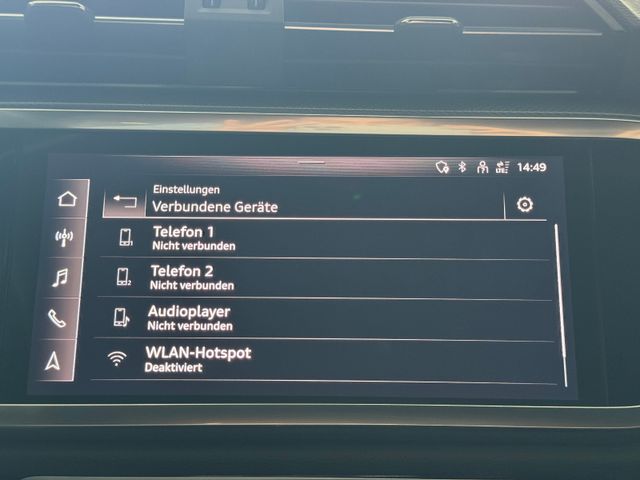 14:49
Einstellungen
Verbundene Geräte
Telefon 1
Nicht verbunden
Telefon 2
Nicht verbunden
Audioplayer
Nicht verbunden
WLAN-Hotspot
Deaktiviert